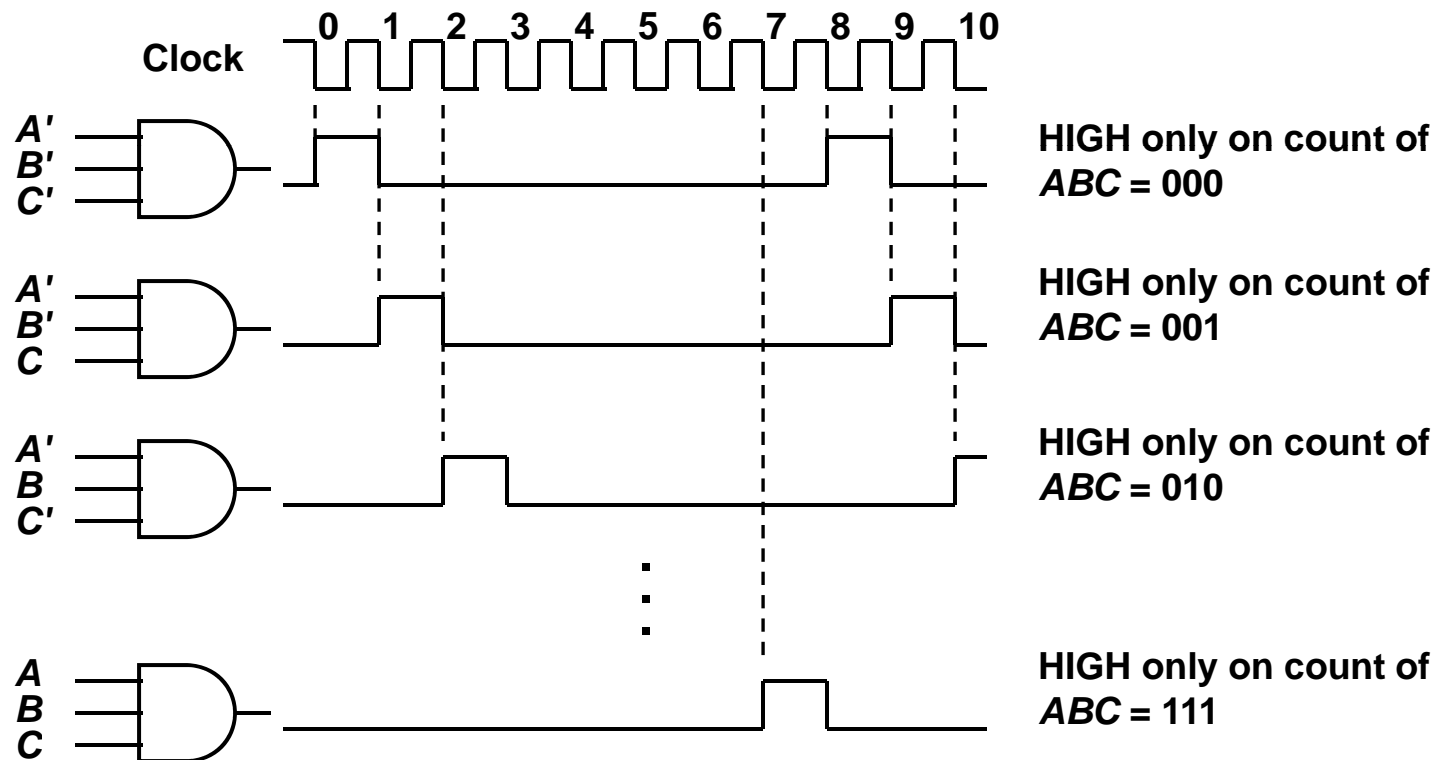 0 1 2 3 4 5 6 7 8 9 10
Clock
A'
B'
C'
HIGH only on count of
ABC = 000
A'
B'
C
HIGH only on count of
ABC = 001
A'
B
C'
HIGH only on count of
ABC = 010
A
B
C
HIGH only on count of
ABC = 111